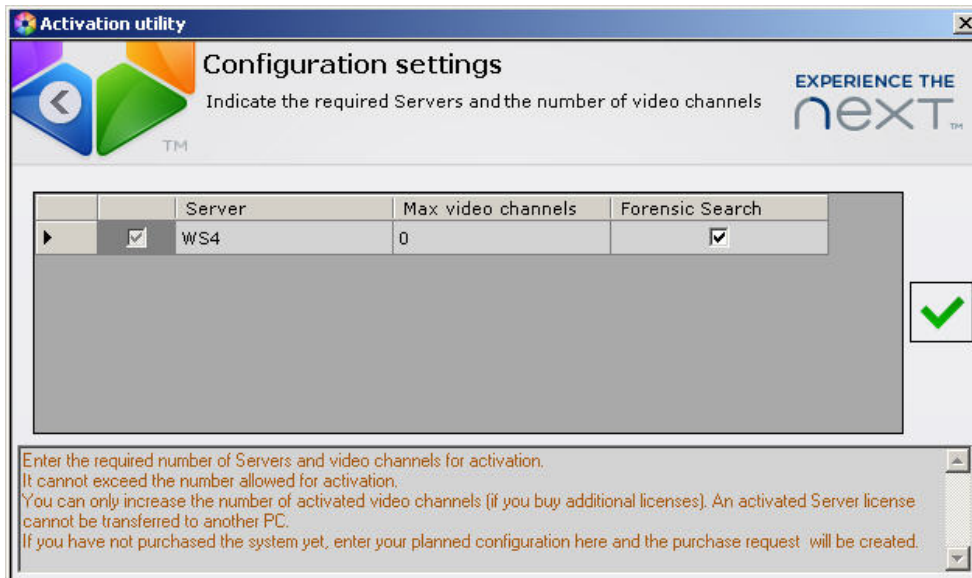 Activation utility
Configuration settings
Indicate the required Servers and the number of video channels
EXPERIENCE THE
next™
TM
Server Max video channels Forensic Search
WS4 0
Enter the required number of Servers and video channels for activation.
It cannot exceed the number allowed for activation.
You can only increase the number of activated video channels (if you buy additional licenses). An activated Server license
cannot be transferred to another PC.
If you have not purchased the system yet, enter your planned configuration here and the purchase request will be created.